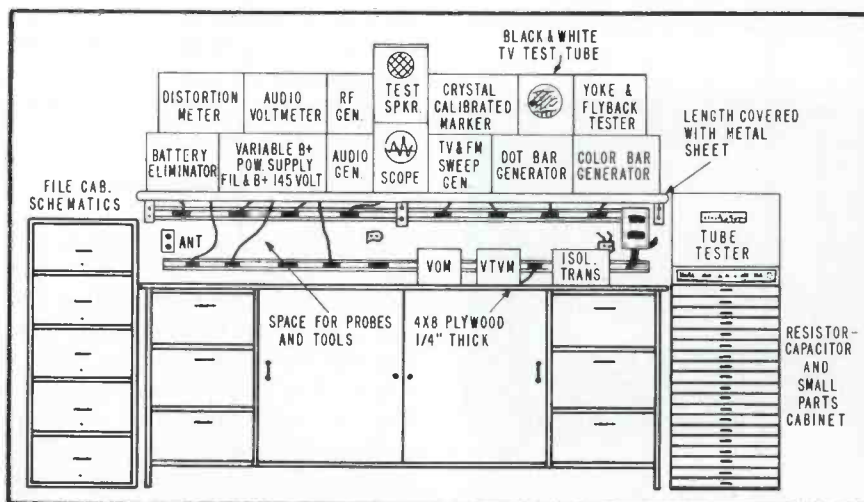 BLACK & WHITE
TV TEST TUBE
DISTORTION
METER
AUDIO
VOLTMETER
RF
GEN.
TEST
SPKR.
CRYSTAL
CALIBRATED
MARKER
YOKE &
FLYBACK
TESTER
LENGTH COVERED
WITH METAL
SHEET
BATTERY
ELIMINATOR
VARIABLE B+
POW. SUPPLY
FIL & B+ 145 VOLT
AUDIO
GEN.
SCOPE
TV & FM
SWEEP
GEN.
DOT BAR
GENERATOR
COLOR BAR
GENERATOR
FILE CAB.
SCHEMATICS
ANT
VOM
VTVM
ISOL.
TRANS
TUBE
TESTER
SPACE FOR PROBES
AND TOOLS
4X8 PLYWOOD
1/4" THICK
RESISTOR-
CAPACITOR
AND
SMALL
PARTS
CABINET